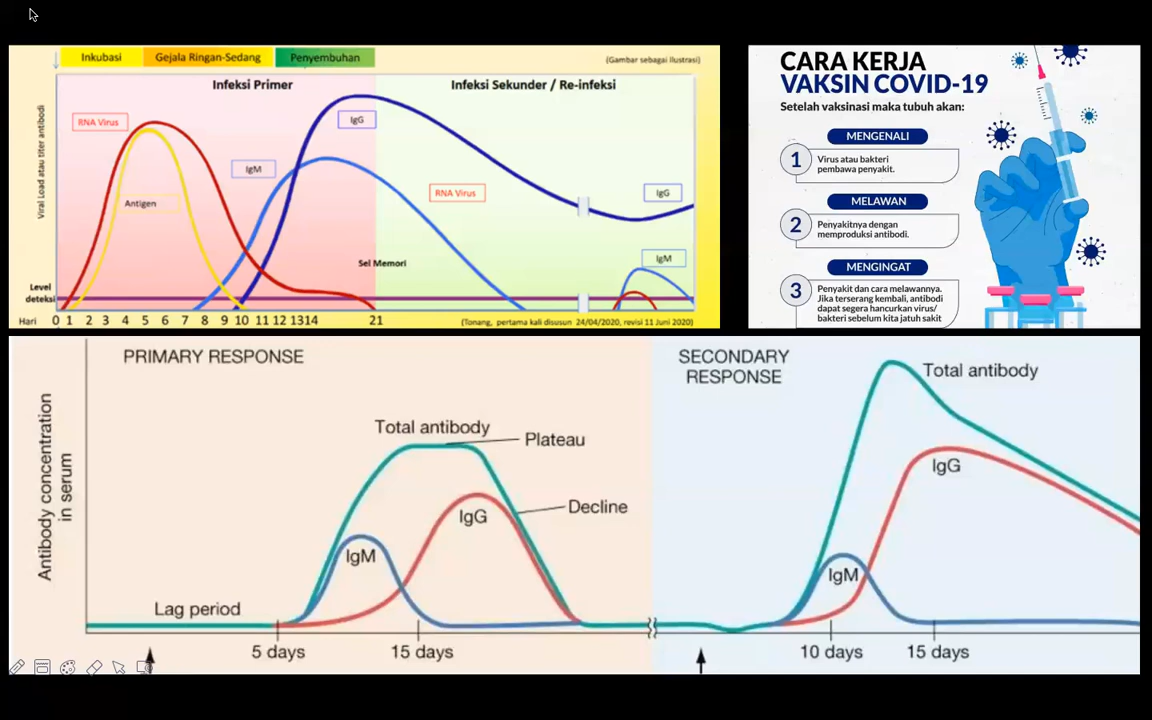 Inkubasi
Gejala Ringan-Sedang
Penyembuhan
(Gambar sebagai ilustrasi)
Infeksi Primer
Infeksi Sekunder / Re-infeksi
Viral Load atau titer antibodi
RNA Virus
IgG
IgM
Antigen
RNA Virus
IgG
Sel Memori
IgM
Level
deteksi
Hari 0 1 2 3 4 5 6 7 8 9 10 11 12 13 14 21
(Tonang, pertama kali disusun 24/04/2020, revisi 11 Juni 2020)
CARA KERJA
VAKSIN COVID-19
Setelah vaksinasi maka tubuh akan:
MENGENALI
1
Virus atau bakteri
pembawa penyakit.
MELAWAN
2
Penyakitnya dengan
memproduksi antibodi.
MENGINGAT
3
Penyakit dan cara melawannya.
Jika terserang kembali, antibodi
dapat segera hancurkan virus/
bakteri sebelum kita jatuh sakit
PRIMARY RESPONSE
Antibody concentration
in serum
Total antibody
Plateau
IgG
Decline
IgM
Lag period
5 days
15 days
SECONDARY
RESPONSE
Total antibody
IgG
IgM
10 days
15 days